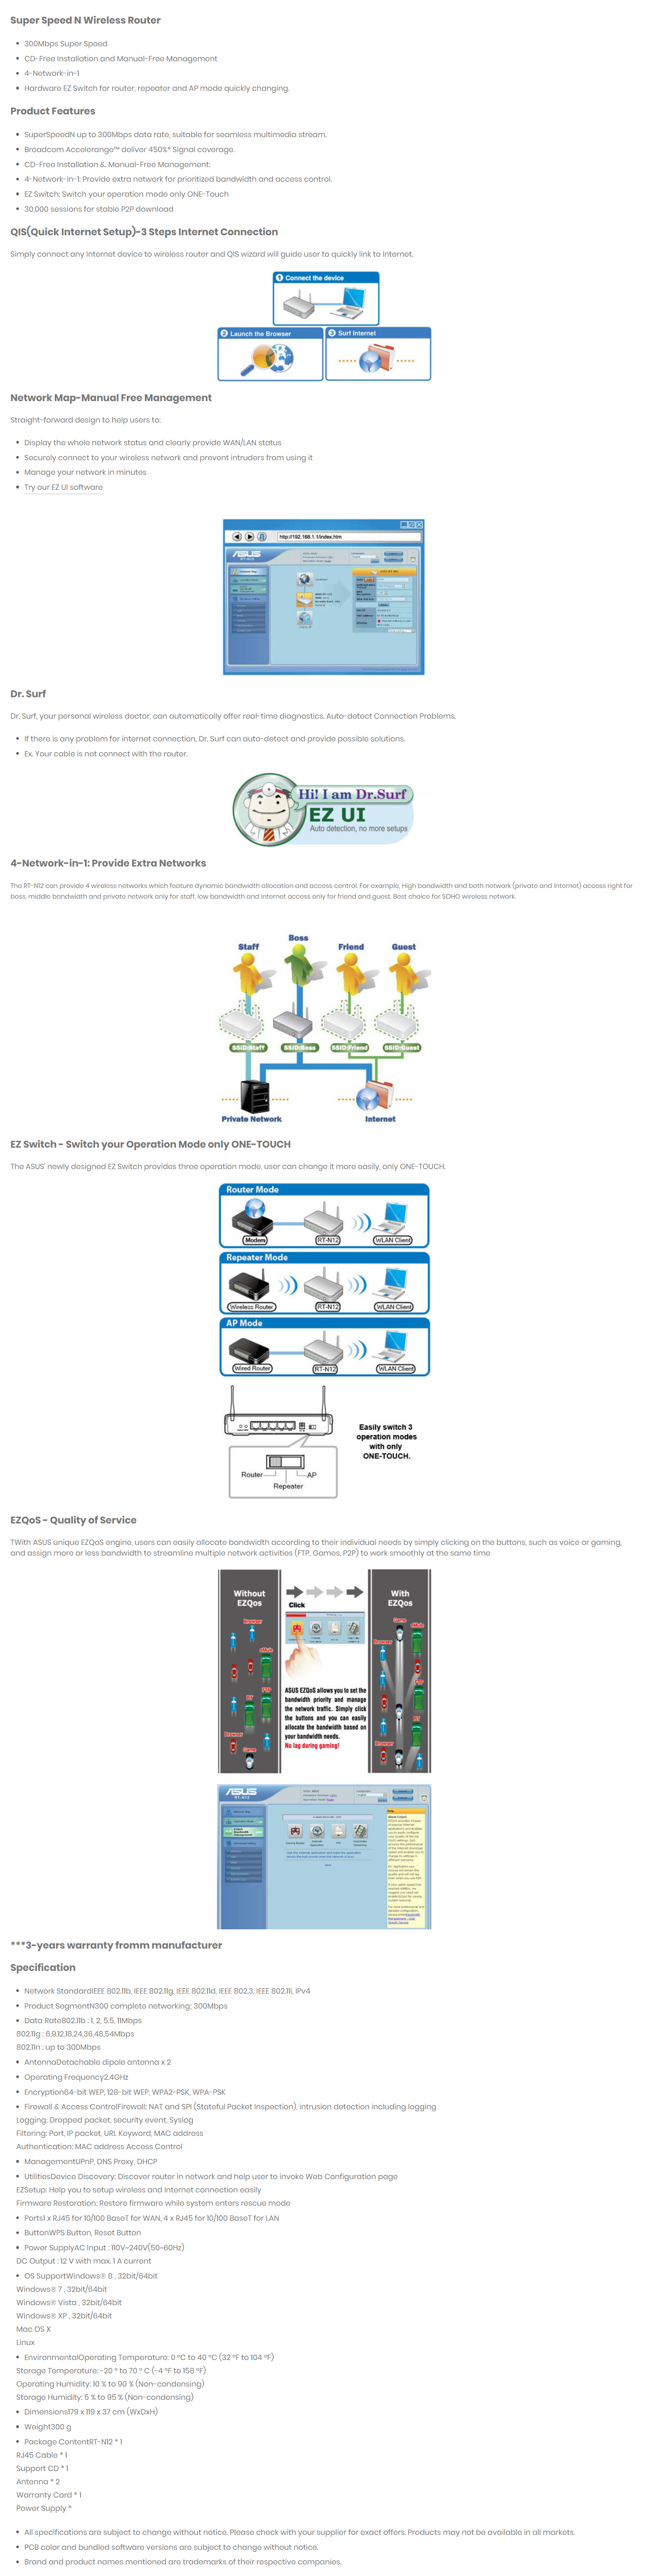 Super Speed N Wireless Router
300Mbps Super Speed
CD-Free Installation and Manual-Free Management
4-Network-in-1
Hardware EZ Switch for router, repeater and AP mode quickly changing.
Product Features
SuperSpeedN up to 300Mbps data rate, suitable for seamless multimedia stream.
Broadcom Accelerange™ deliver 450%* Signal coverage.
CD-Free Installation &, Manual-Free Management:
4-Network-in-1: Provide extra network for prioritized bandwidth and access control.
EZ Switch: Switch your operation mode only ONE-Touch
30,000 sessions for stable P2P download
QIS(Quick Internet Setup)-3 Steps Internet Connection
Simply connect any Internet device to wireless router and QIS wizard will guide user to quickly link to Internet.
1 Connect the device
2 Launch the Browser
3 Surf Internet
Network Map-Manual Free Management
Straight-forward design to help users to:
Display the whole network status and clearly provide WAN/LAN status
Securely connect to your wireless network and prevent intruders from using it
Manage your network in minutes
Try our EZ UI software
http://192.168.1.1/index.htm
ASUS
Dr. Surf
Dr. Surf, your personal wireless doctor, can automatically offer real-time diagnostics. Auto-detect Connection Problems.
If there is any problem for internet connection, Dr. Surf can auto-detect and provide possible solutions.
Ex. Your cable is not connect with the router.
Hi! I am Dr.Surf
EZ UI
Auto detection, no more setups
4-Network-in-1: Provide Extra Networks
The RT-N12 can provide 4 wireless networks which feature dynamic bandwidth allocation and access control. For example, High bandwidth and both network (private and Internet) access right for
boss, middle bandwidth and private network only for staff, low bandwidth and internet access only for friend and guest. Best choice for SOHO wireless network.
Staff
Boss
Friend
Guest
SSID:Staff
SSID:Boss
SSID:Friend
SSID:Guest
Private Network
Internet
EZ Switch - Switch your Operation Mode only ONE-TOUCH
The ASUS' newly designed EZ Switch provides three operation mode, user can change it more easily, only ONE-TOUCH.
Router Mode
Modem
RT-N12
WLAN Client
Repeater Mode
Wireless Router
RT-N12
WLAN Client
AP Mode
Wired Router
RT-N12
WLAN Client
Easily switch 3
operation modes
with only
ONE-TOUCH.
Router
AP
Repeater
EZQoS - Quality of Service
TWith ASUS unique EZQoS engine, users can easily allocate bandwidth according to their individual needs by simply clicking on the buttons, such as voice or gaming,
and assign more or less bandwidth to streamline multiple network activities (FTP, Games, P2P) to work smoothly at the same time
Without
EZQos
Click
With
EZQos
Browser
eMule
FTP
BT
Browser
Game
ASUS EZQoS allows you to set the
bandwidth priority and manage
the network traffic. Simply click
the buttons and you can easily
allocate the bandwidth based on
your bandwidth needs.
No lag during gaming!
Game
eMule
Browser
FTP
BT
Browser
ASUS
***3-years warranty fromm manufacturer
Specification
Network StandardIEEE 802.11b, IEEE 802.11g, IEEE 802.11d, IEEE 802.3, IEEE 802.11i, IPv4
Product SegmentN300 complete networking; 300Mbps
Data Rate802.11b : 1, 2, 5.5, 11Mbps
802.11g : 6,9,12,18,24,36,48,54Mbps
802.11n : up to 300Mbps
AntennaDetachable dipole antenna x 2
Operating Frequency2.4GHz
Encryption64-bit WEP, 128-bit WEP, WPA2-PSK, WPA-PSK
Firewall & Access ControlFirewall: NAT and SPI (Stateful Packet Inspection), intrusion detection including logging
Logging: Dropped packet, security event, Syslog
Filtering: Port, IP packet, URL Keyword, MAC address
Authentication: MAC address Access Control
ManagementUPnP, DNS Proxy, DHCP
UtilitiesDevice Discovery: Discover router in network and help user to invoke Web Configuration page
EZSetup: Help you to setup wireless and Internet connection easily
Firmware Restoration: Restore firmware while system enters rescue mode
Ports1 x RJ45 for 10/100 BaseT for WAN, 4 x RJ45 for 10/100 BaseT for LAN
ButtonWPS Button, Reset Button
Power SupplyAC Input : 110V~240V(50~60Hz)
DC Output : 12 V with max. 1 A current
OS SupportWindows® 8 , 32bit/64bit
Windows® 7 , 32bit/64bit
Windows® Vista , 32bit/64bit
Windows® XP , 32bit/64bit
Mac OS X
Linux
EnvironmentalOperating Temperature: 0 °C to 40 °C (32 °F to 104 °F)
Storage Temperature: -20 ° to 70 ° C (-4 °F to 158 °F)
Operating Humidity: 10 % to 90 % (Non-condensing)
Storage Humidity: 5 % to 95 % (Non-condensing)
Dimensions179 x 119 x 37 cm (WxDxH)
Weight300 g
Package ContentRT-N12 * 1
RJ45 Cable * 1
Support CD * 1
Antenna * 2
Warranty Card * 1
Power Supply *
All specifications are subject to change without notice. Please check with your supplier for exact offers. Products may not be available in all markets.
PCB color and bundled software versions are subject to change without notice.
Brand and product names mentioned are trademarks of their respective companies.